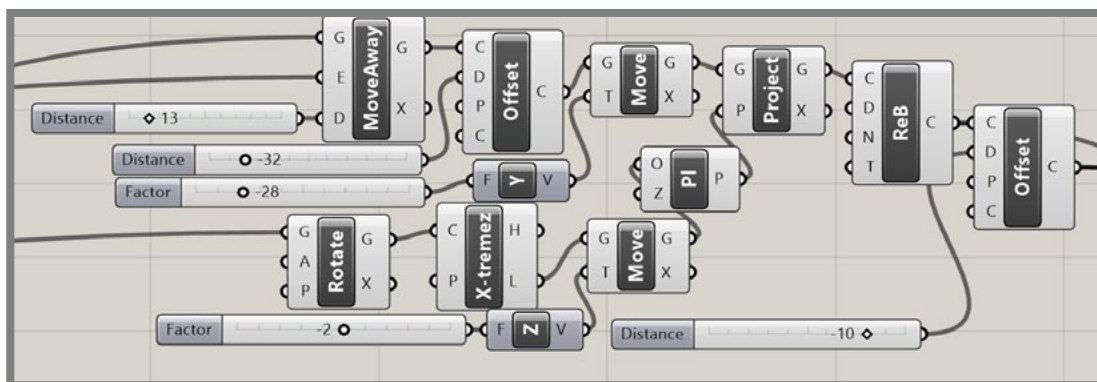 G
E
D
MoveAway
G
X
Distance
13
C
D
P
C
Offset
C
G
T
Move
G
X
G
P
Project
G
X
C
D
N
T
ReB
C
C
D
P
C
Offset
C
Distance
-32
Factor
-28
F
Y
V
O
Z
Pl
P
G
A
P
Rotate
G
X
C
P
X-tremez
H
L
G
T
Move
G
X
Factor
-2
F
Z
V
Distance
-10